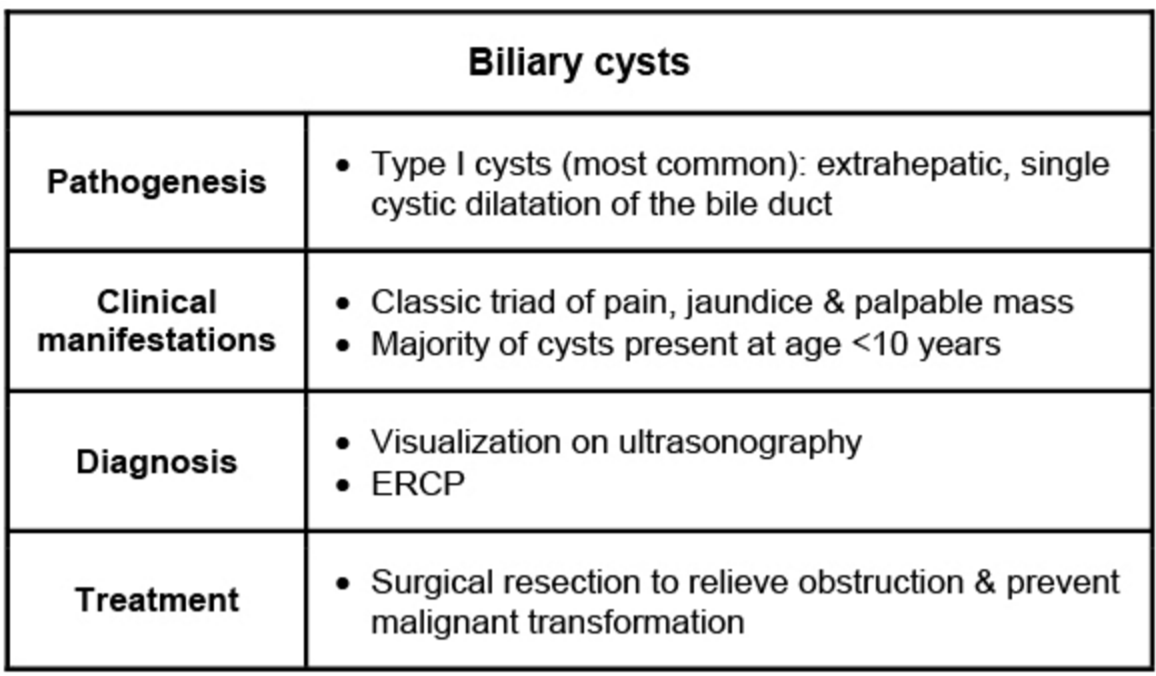 Biliary cysts
Pathogenesis
• Type I cysts (most common): extrahepatic, single
cystic dilatation of the bile duct
Clinical
manifestations
• Classic triad of pain, jaundice & palpable mass
• Majority of cysts present at age <10 years
Diagnosis
• Visualization on ultrasonography
• ERCP
Treatment
• Surgical resection to relieve obstruction & prevent
malignant transformation